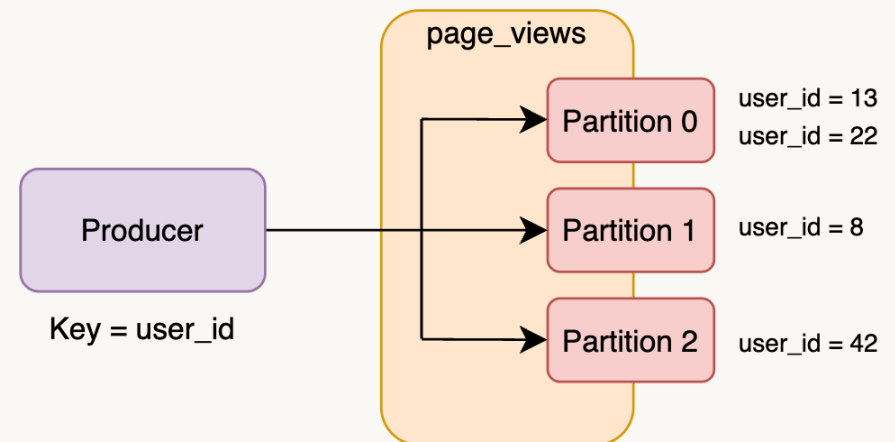 page_views
Producer
Key = user_id
Partition 0
user_id = 13
user_id = 22
Partition 1
user_id = 8
Partition 2
user_id = 42